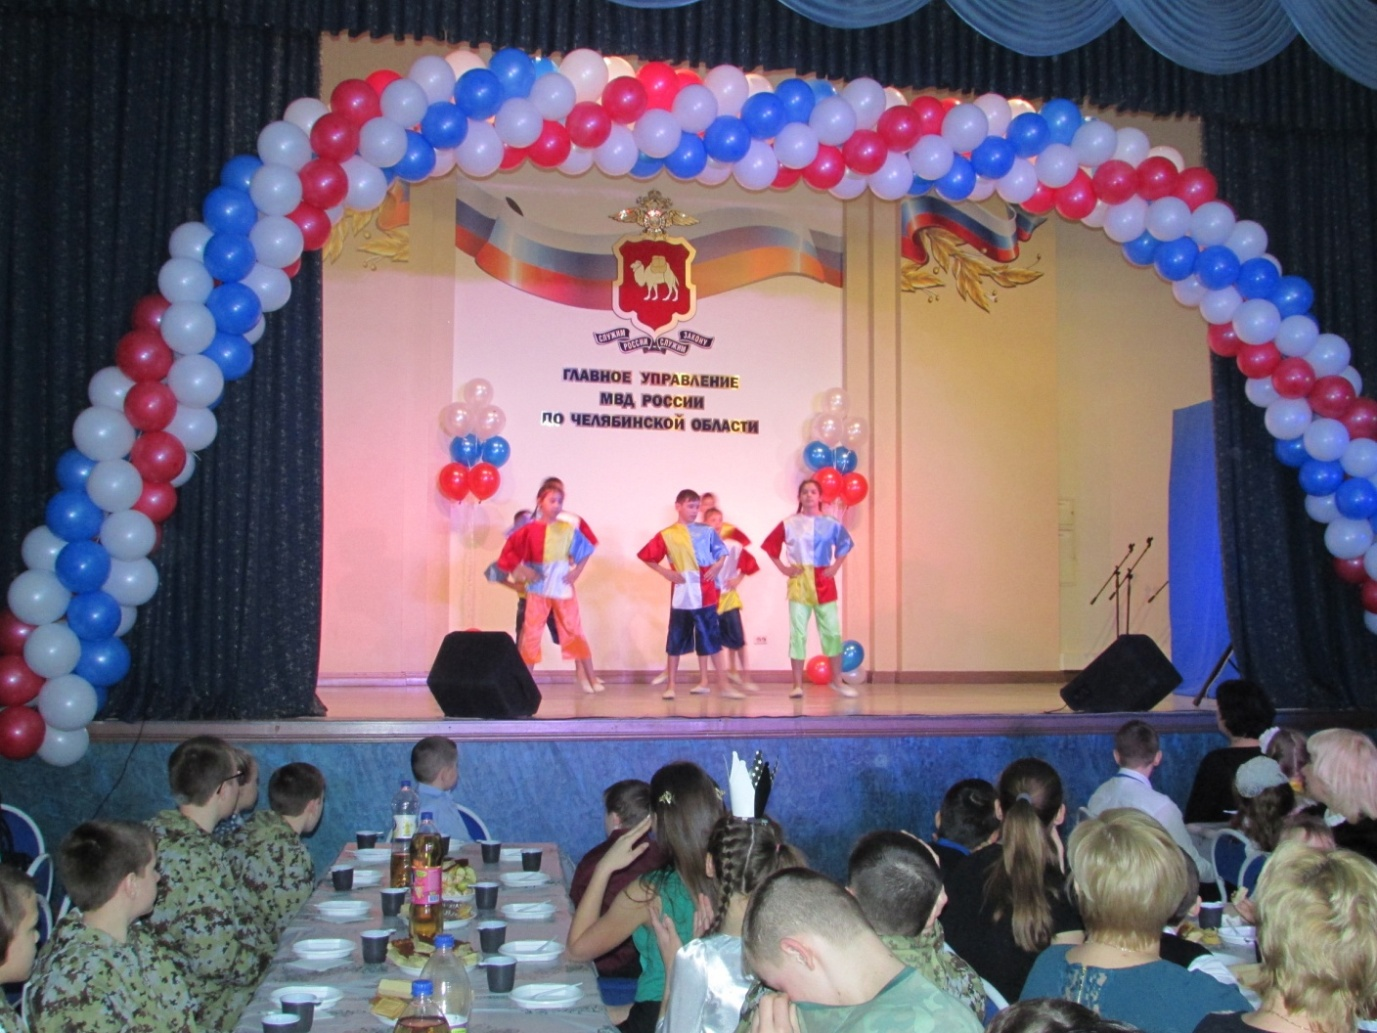 СЛУЖИМ РОССИИ СЛУЖИМ ЗАКОНУ
ГЛАВНОЕ УПРАВЛЕНИЕ
МВД РОССИИ
ПО ЧЕЛЯБИНСКОЙ ОБЛАСТИ